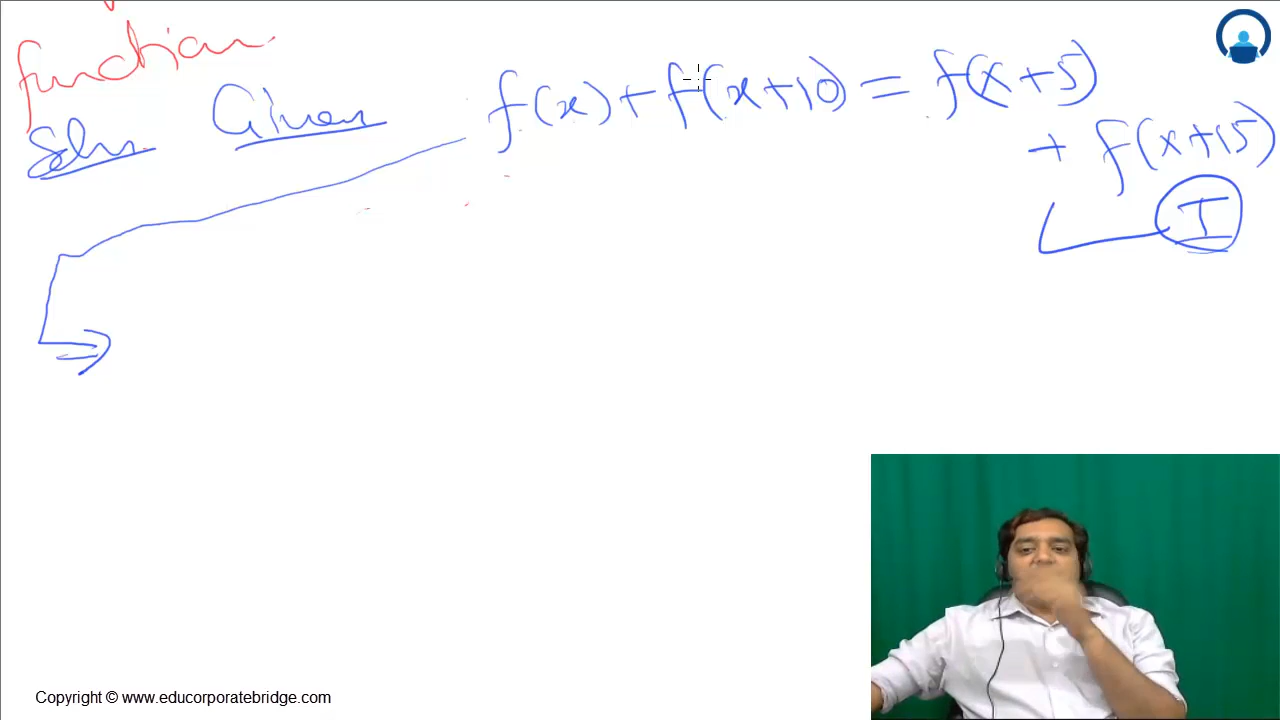 function.
Soln. Given f(x) + f(x+10) = f(x+5)
+ f(x+15)
I
Copyright © www.educorporatebridge.com